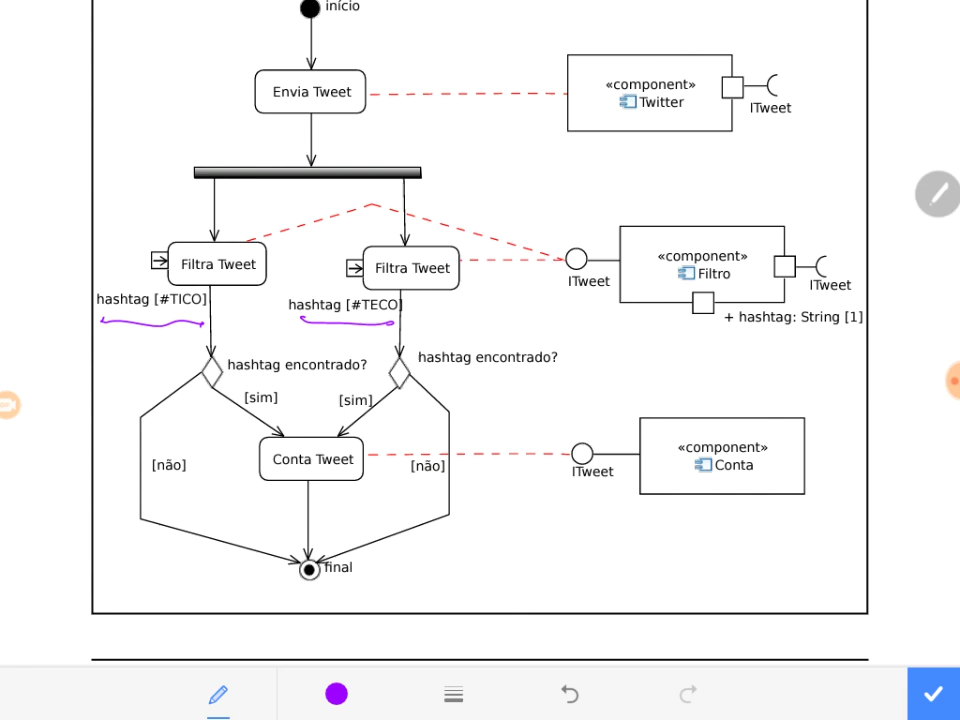 início
Envia Tweet
«component»
Twitter
ITweet
Filtra Tweet
Filtra Tweet
ITweet
«component»
Filtro
ITweet
hashtag [#TICO]
hashtag [#TECO]
+ hashtag: String [1]
hashtag encontrado?
hashtag encontrado?
[sim]
[sim]
Conta Tweet
[não]
[não]
ITweet
«component»
Conta
final